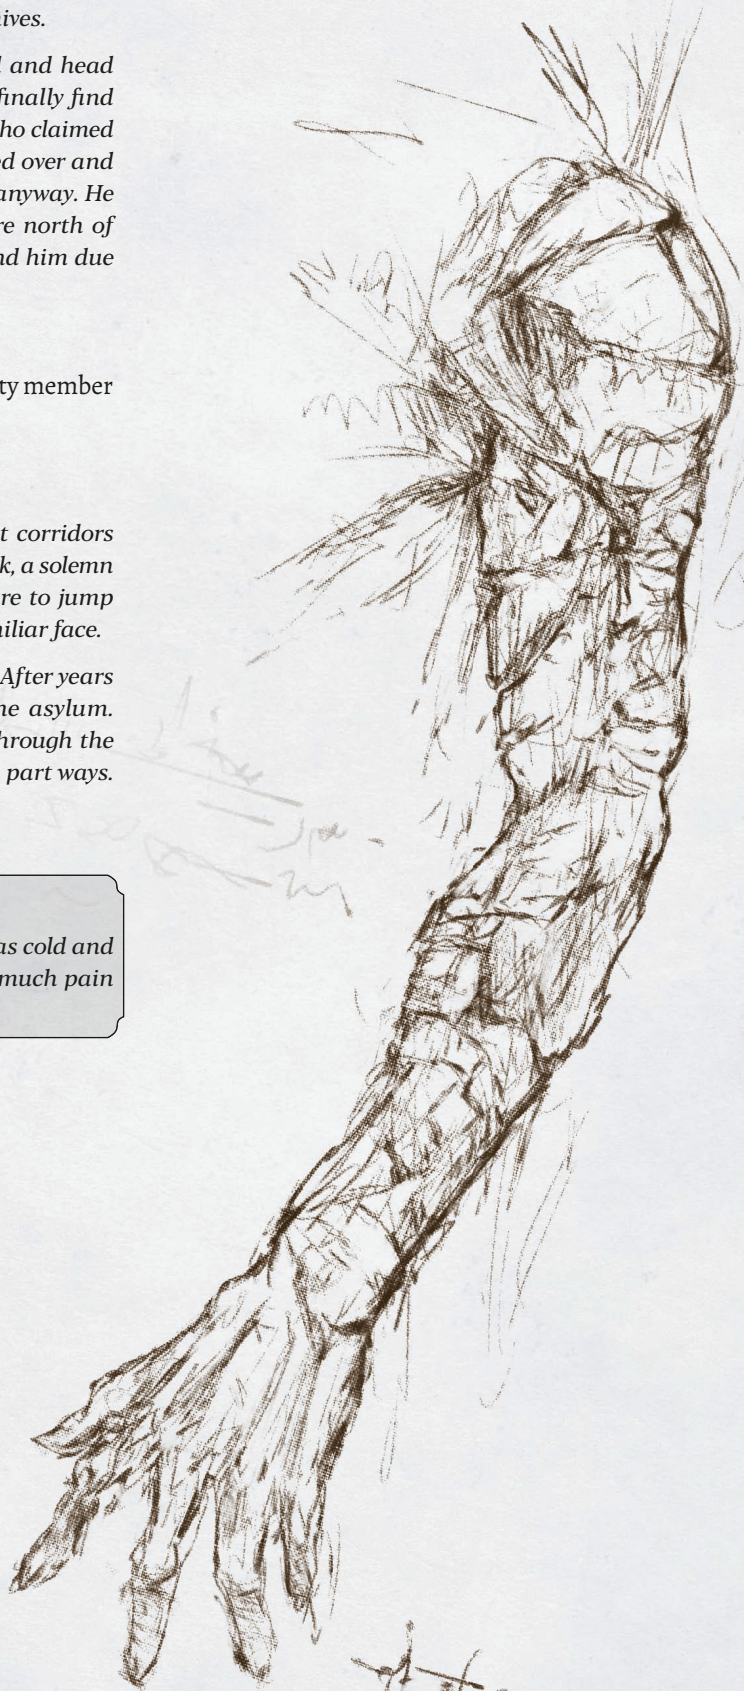 ives.
and head
finally find
ho claimed
ed over and
anyway. He
re north of
nd him due
ty member
t corridors
k, a solemn
re to jump
iliar face.
After years
ne asylum.
hrough the
part ways.
as cold and
much pain